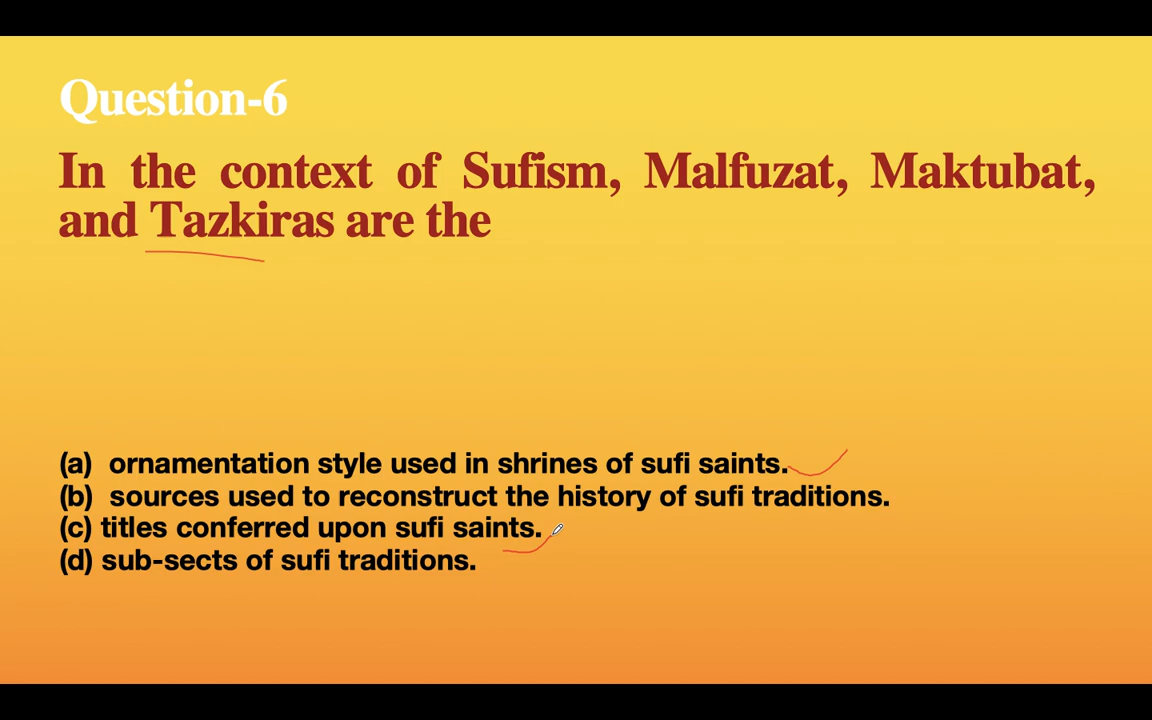 Question-6
In the context of Sufism, Malfuzat, Maktubat,
and Tazkiras are the
(a) ornamentation style used in shrines of sufi saints.
(b) sources used to reconstruct the history of sufi traditions.
(c) titles conferred upon sufi saints.
(d) sub-sects of sufi traditions.